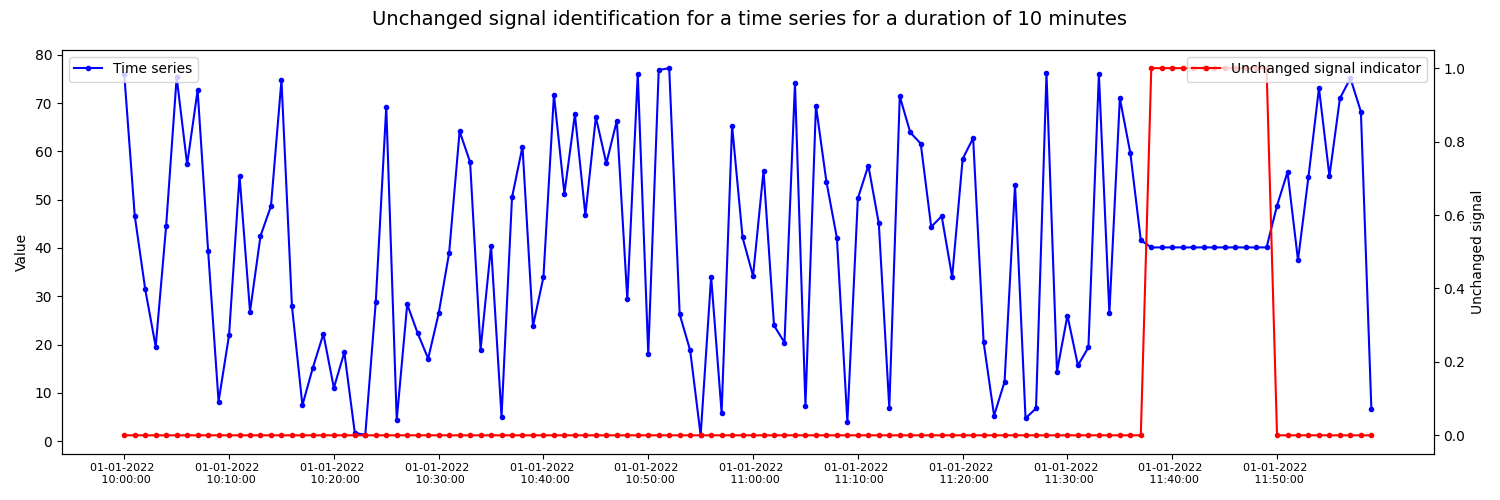 Unchanged signal identification for a time series for a duration of 10 minutes
Time series
Unchanged signal indicator
Value
80
70
60
50
40
30
20
10
0
Unchanged signal
1.0
0.8
0.6
0.4
0.2
0.0
01-01-2022 01-01-2022 01-01-2022 01-01-2022 01-01-2022 01-01-2022 01-01-2022 01-01-2022 01-01-2022 01-01-2022 01-01-2022 01-01-2022
10:00:00 10:10:00 10:20:00 10:30:00 10:40:00 10:50:00 11:00:00 11:10:00 11:20:00 11:30:00 11:40:00 11:50:00